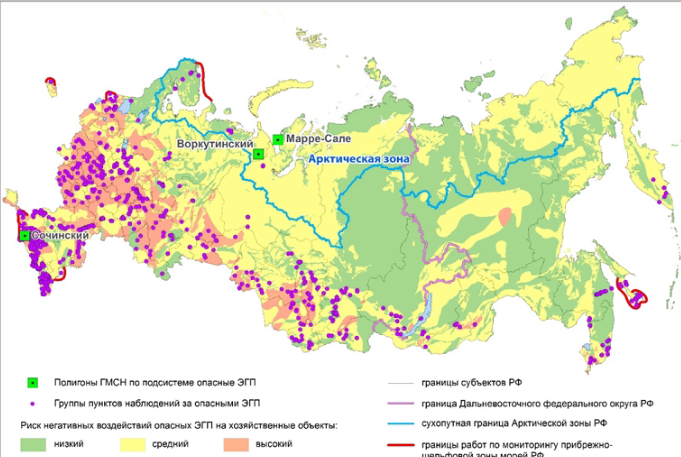 Марре-Сале
Воркутинский
Арктическая зона
Сочинский
Полигоны ГМСН по подсистеме опасные ЭГП
Группы пунктов наблюдений за опасными ЭГП
Риск негативных воздействий опасных ЭГП на хозяйственные объекты:
низкий
средний
высокий
границы субъектов РФ
граница Дальневосточного федерального округа РФ
сухопутная граница Арктической зоны РФ
границы работ по мониторингу прибрежно-
шельфовой зоны морей РФ